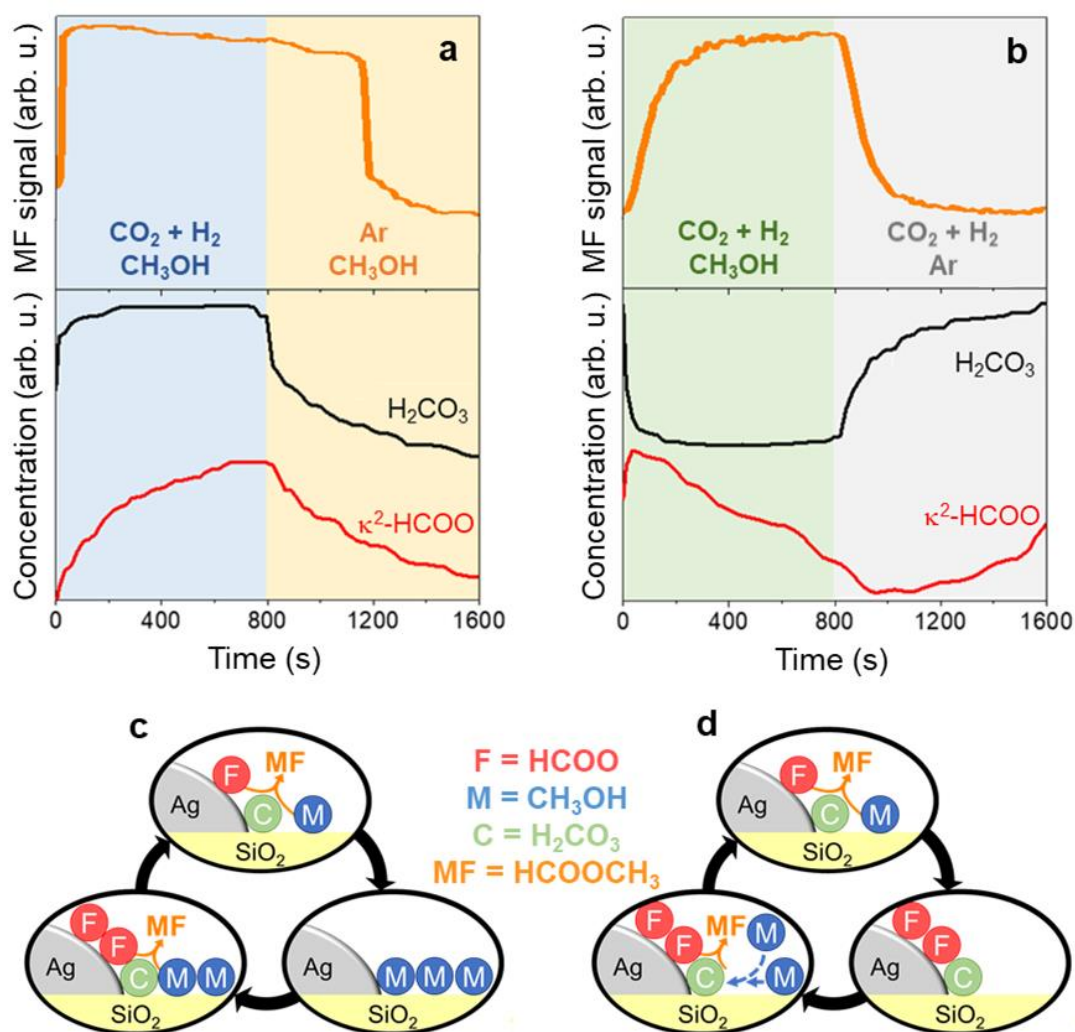 a
MF signal (arb. u.)
CO₂ + H₂
CH₃OH
Ar
CH₃OH
Concentration (arb. u.)
H₂CO₃
κ²-HCOO
0 400 800 1200 1600
Time (s)
b
MF signal (arb. u.)
CO₂ + H₂
CH₃OH
CO₂ + H₂
Ar
Concentration (arb. u.)
H₂CO₃
κ²-HCOO
0 400 800 1200 1600
Time (s)
c
F MF
Ag C M
SiO₂
F F MF
Ag C M M
SiO₂
Ag M M M
SiO₂
F = HCOO
M = CH₃OH
C = H₂CO₃
MF = HCOOCH₃
d
F MF
Ag C M
SiO₂
F F MF M
Ag C M
SiO₂
F F
Ag C
SiO₂